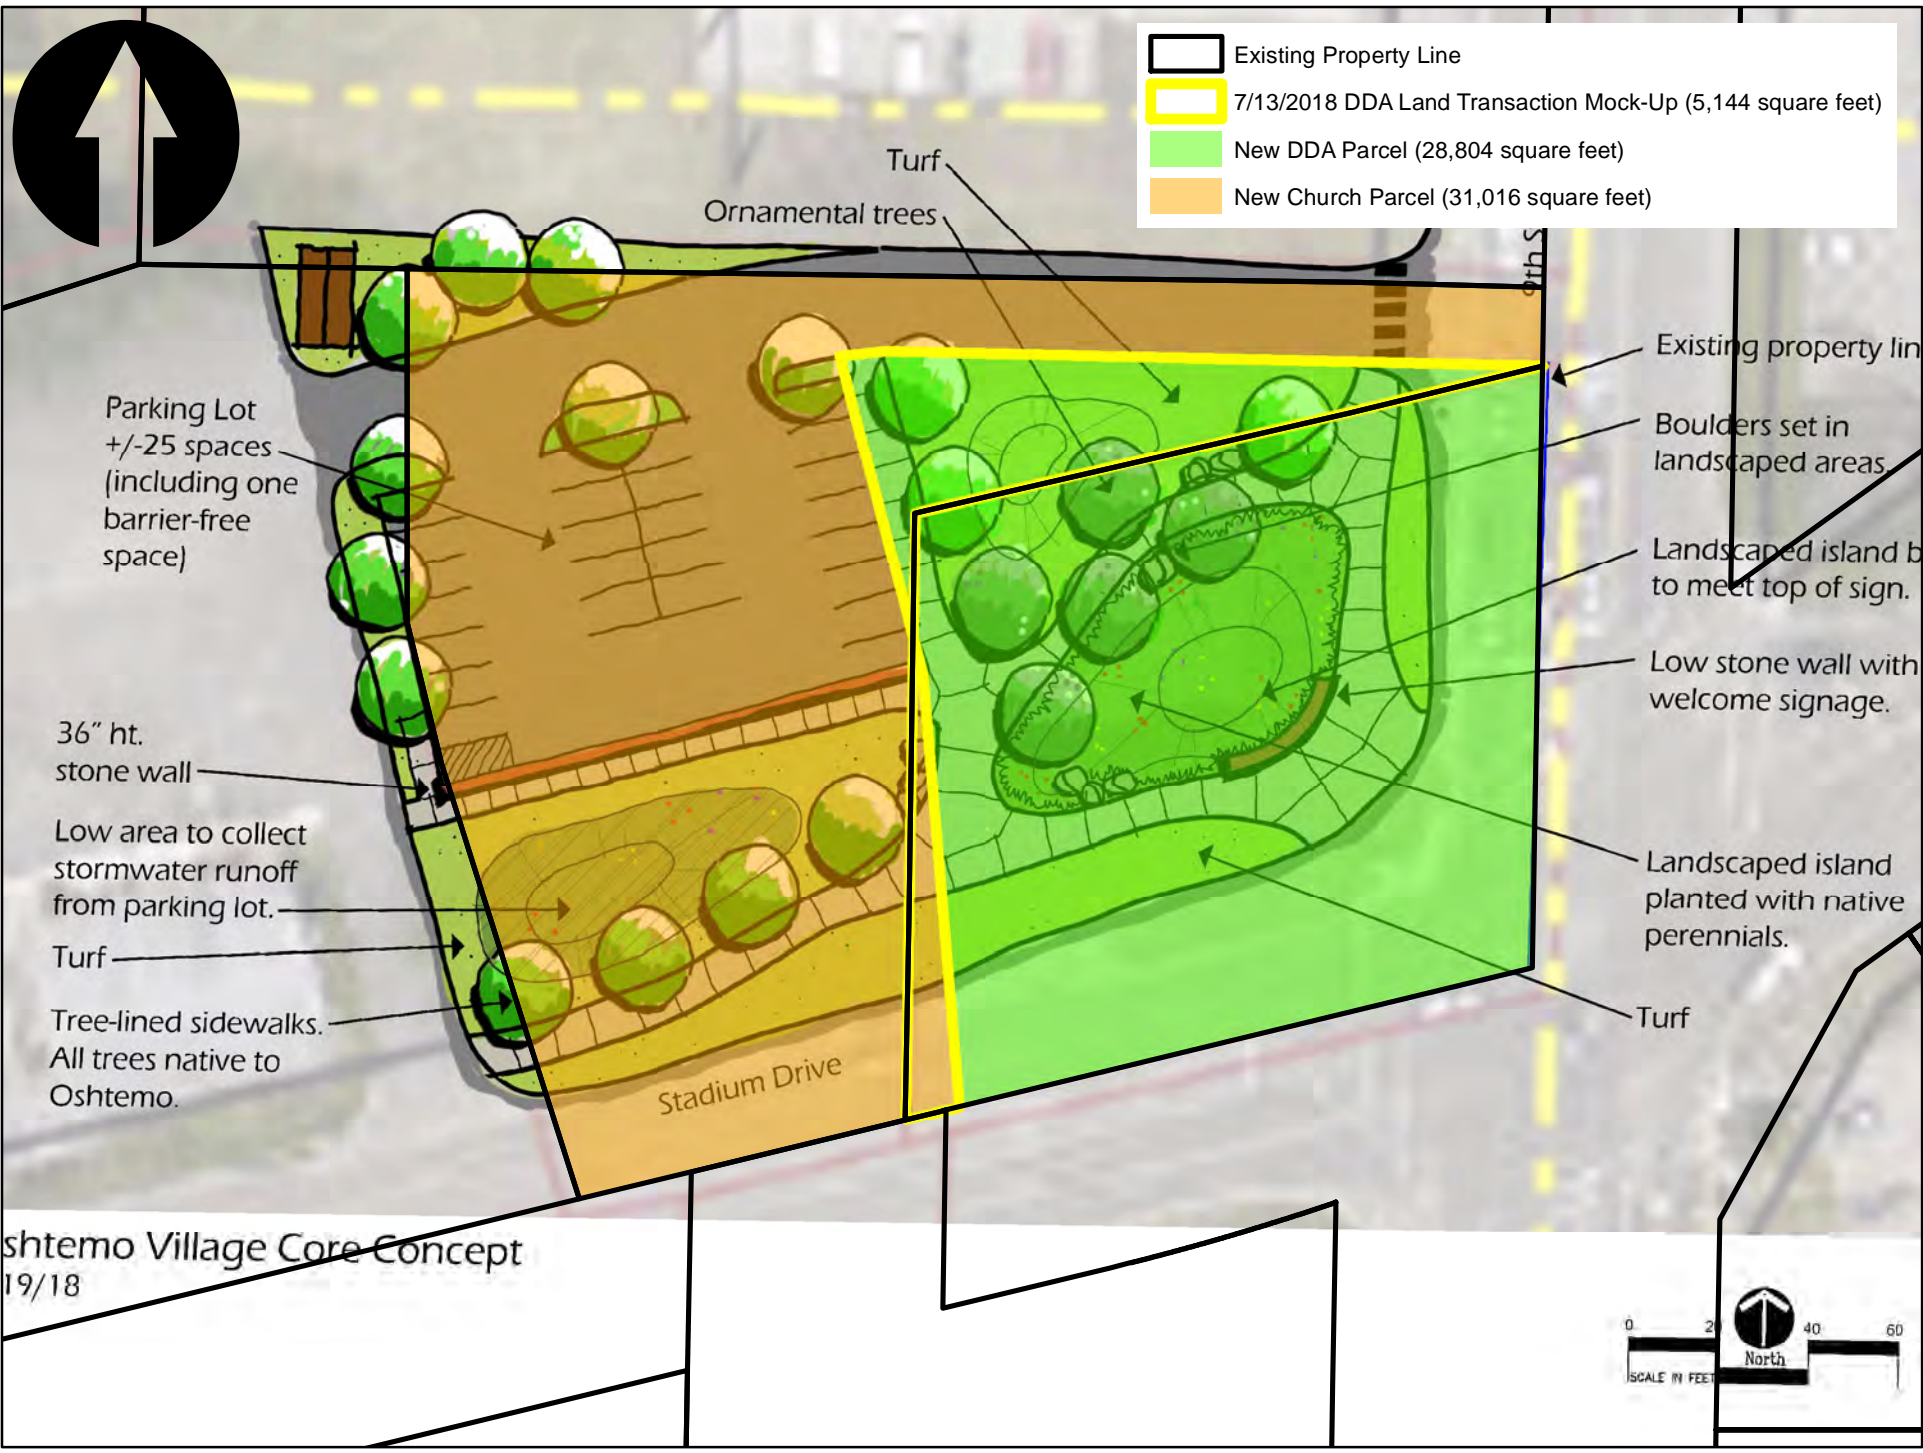 Existing Property Line
7/13/2018 DDA Land Transaction Mock-Up (5,144 square feet)
New DDA Parcel (28,804 square feet)
New Church Parcel (31,016 square feet)
Turf
Ornamental trees
9th S
Existing property lin
Boulders set in
landscaped areas.
Landscaped island b
to meet top of sign.
Low stone wall with
welcome signage.
Landscaped island
planted with native
perennials.
Turf
Parking Lot
+/-25 spaces
(including one
barrier-free
space)
36" ht.
stone wall
Low area to collect
stormwater runoff
from parking lot.
Turf
Tree-lined sidewalks.
All trees native to
Oshtemo.
Stadium Drive
shtemo Village Core Concept
19/18
0 20 40 60
North
SCALE IN FEET